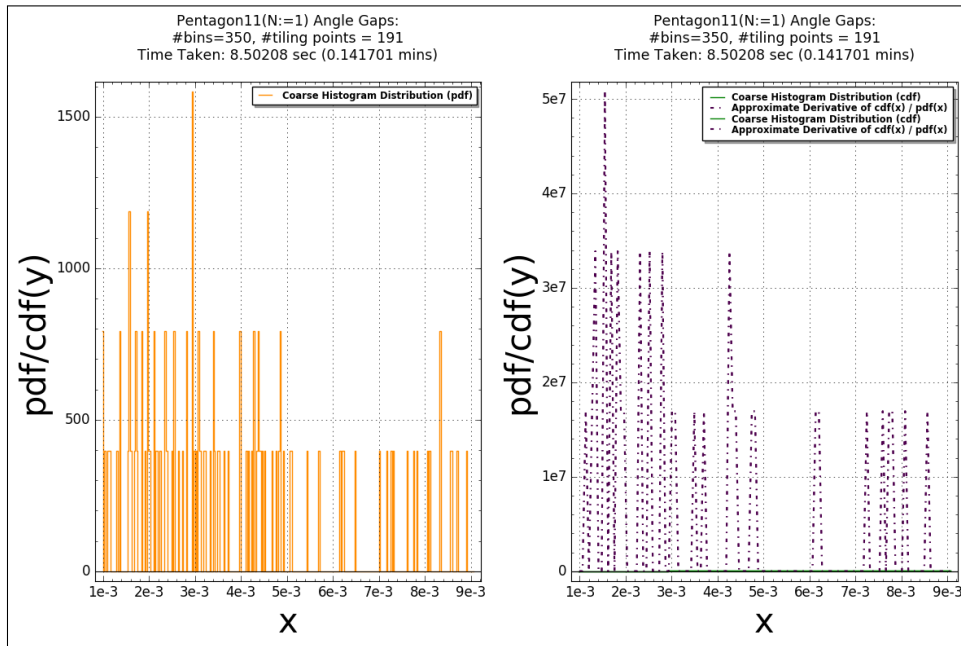 Pentagon11(N:=1) Angle Gaps:
#bins=350, #tiling points = 191
Time Taken: 8.50208 sec (0.141701 mins)
Coarse Histogram Distribution (pdf)
pdf/cdf(y)
1500
1000
500
0
1e-3 2e-3 3e-3 4e-3 5e-3 6e-3 7e-3 8e-3 9e-3
x
Pentagon11(N:=1) Angle Gaps:
#bins=350, #tiling points = 191
Time Taken: 8.50208 sec (0.141701 mins)
Coarse Histogram Distribution (cdf)
Approximate Derivative of cdf(x) / pdf(x)
Coarse Histogram Distribution (cdf)
Approximate Derivative of cdf(x) / pdf(x)
pdf/cdf(y)
5e7
4e7
3e7
2e7
1e7
0
1e-3 2e-3 3e-3 4e-3 5e-3 6e-3 7e-3 8e-3 9e-3
x